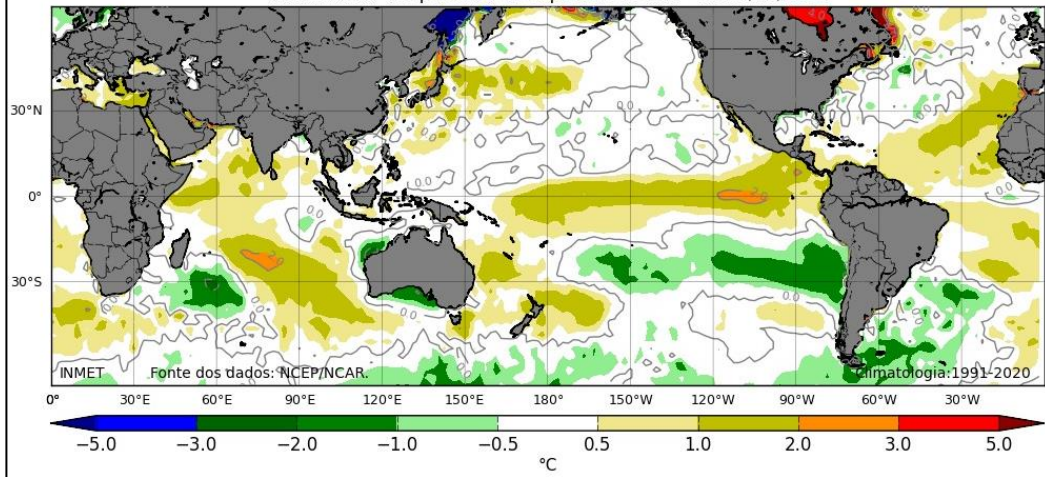 30°N
0°
30°S
INMET Fonte dos dados: NCEP/NCAR. Climatologia:1991-2020
0° 30°E 60°E 90°E 120°E 150°E 180° 150°W 120°W 90°W 60°W 30°W
−5.0 −3.0 −2.0 −1.0 −0.5 0.5 1.0 2.0 3.0 5.0
°C